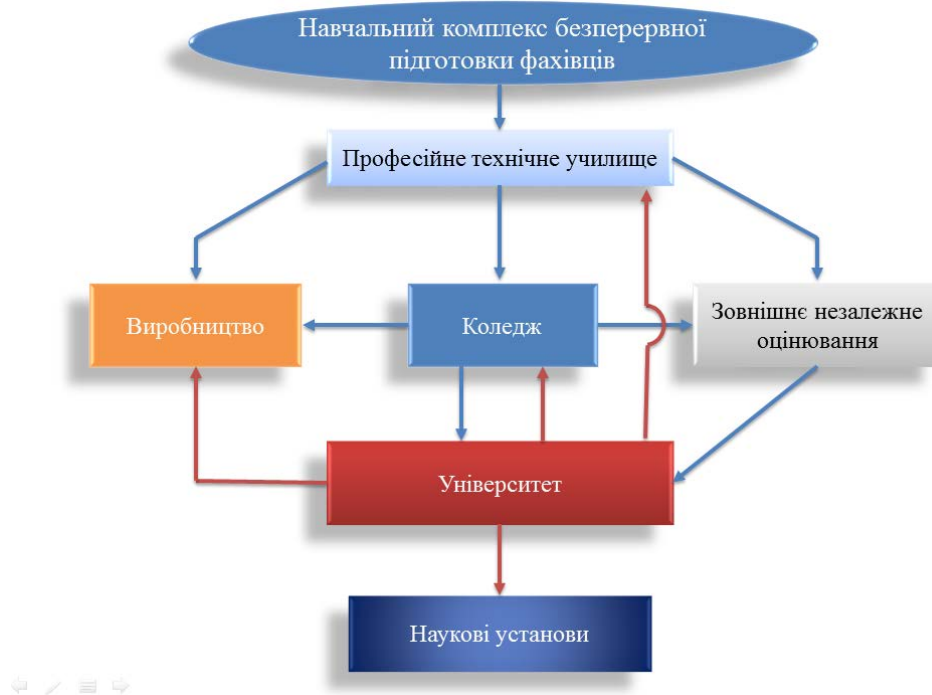 Навчальний комплекс безперервної
підготовки фахівців
Професійне технічне училище
Виробництво
Коледж
Зовнішнє незалежне
оцінювання
Університет
Наукові установи